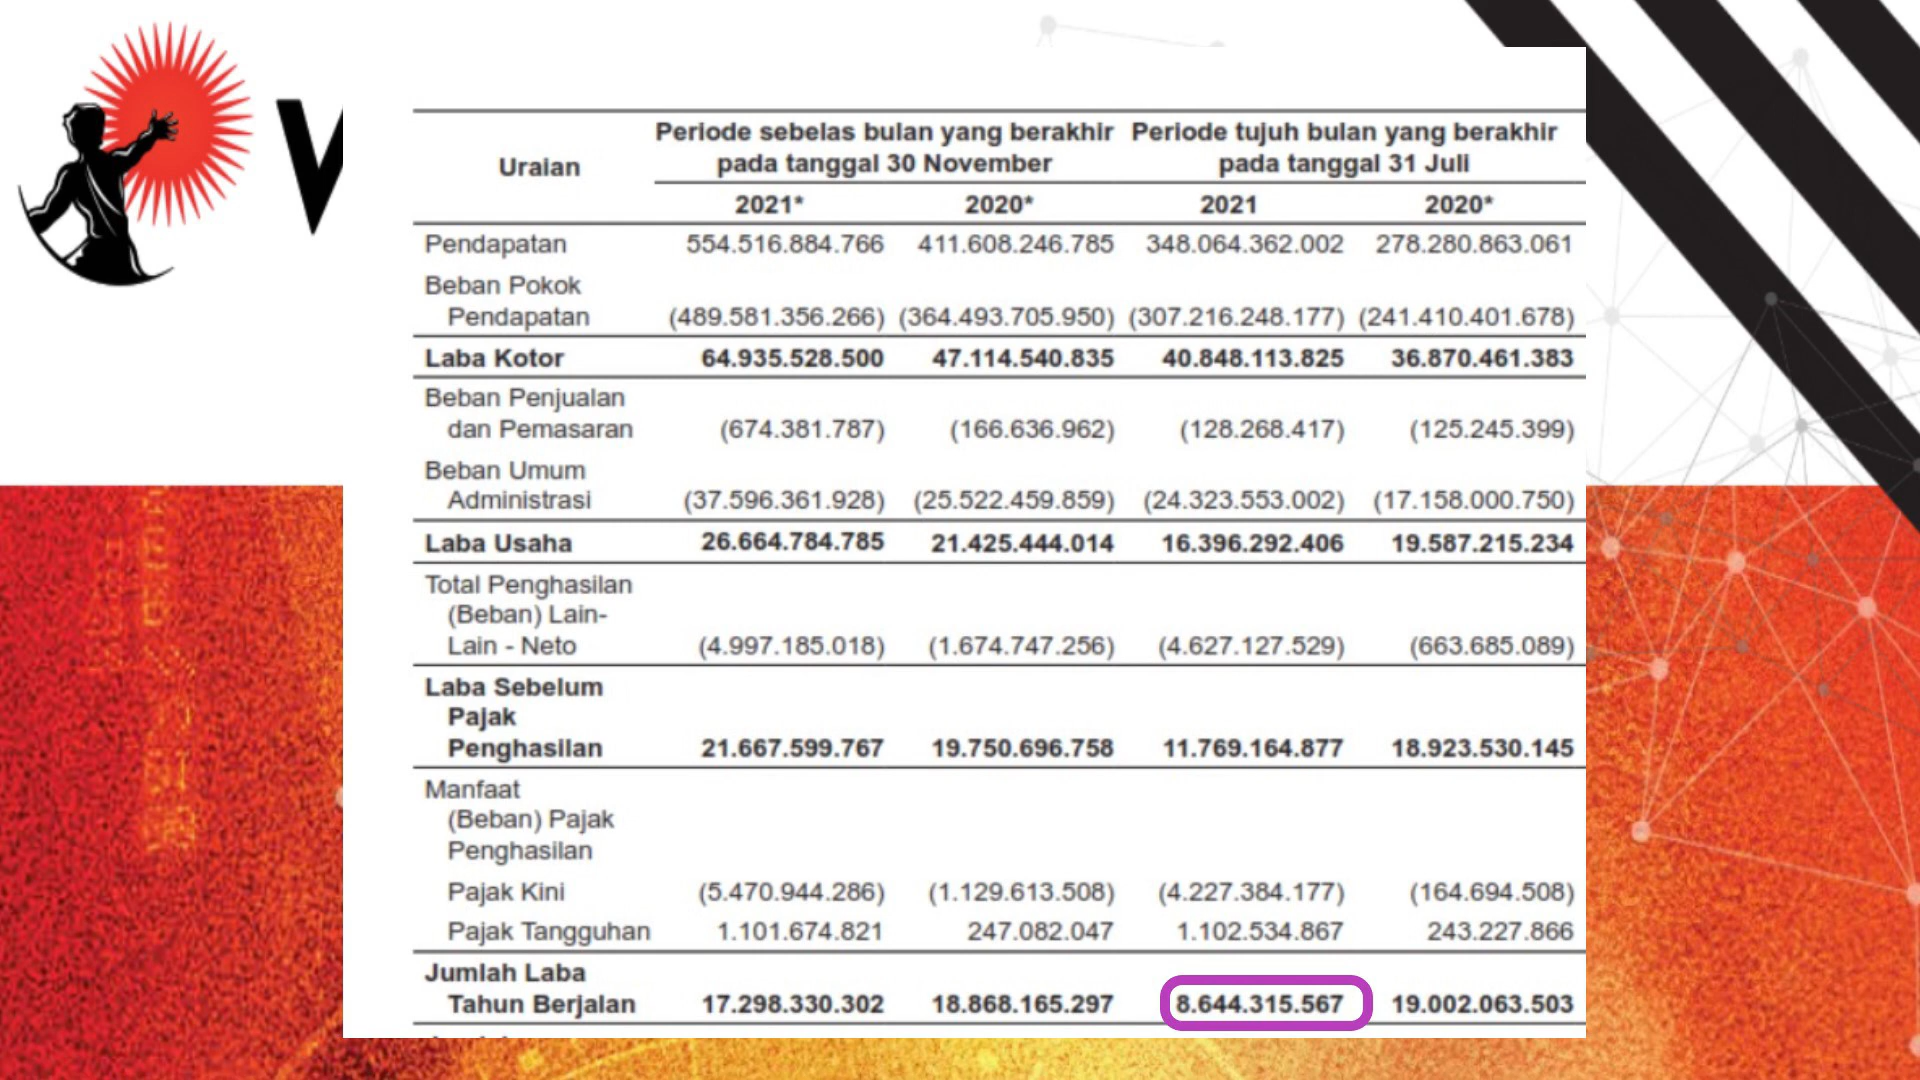 Periode sebelas bulan yang berakhir Periode tujuh bulan yang berakhir
Uraian pada tanggal 30 November pada tanggal 31 Juli
2021* 2020* 2021 2020*
Pendapatan 554.516.884.766 411.608.246.785 348.064.362.002 278.280.863.061
Beban Pokok
Pendapatan (489.581.356.266) (364.493.705.950) (307.216.248.177) (241.410.401.678)
Laba Kotor 64.935.528.500 47.114.540.835 40.848.113.825 36.870.461.383
Beban Penjualan
dan Pemasaran (674.381.787) (166.636.962) (128.268.417) (125.245.399)
Beban Umum
Administrasi (37.596.361.928) (25.522.459.859) (24.323.553.002) (17.158.000.750)
Laba Usaha 26.664.784.785 21.425.444.014 16.396.292.406 19.587.215.234
Total Penghasilan
(Beban) Lain-
Lain - Neto (4.997.185.018) (1.674.747.256) (4.627.127.529) (663.685.089)
Laba Sebelum
Pajak
Penghasilan 21.667.599.767 19.750.696.758 11.769.164.877 18.923.530.145
Manfaat
(Beban) Pajak
Penghasilan
Pajak Kini (5.470.944.286) (1.129.613.508) (4.227.384.177) (164.694.508)
Pajak Tangguhan 1.101.674.821 247.082.047 1.102.534.867 243.227.866
Jumlah Laba
Tahun Berjalan 17.298.330.302 18.868.165.297 8.644.315.567 19.002.063.503